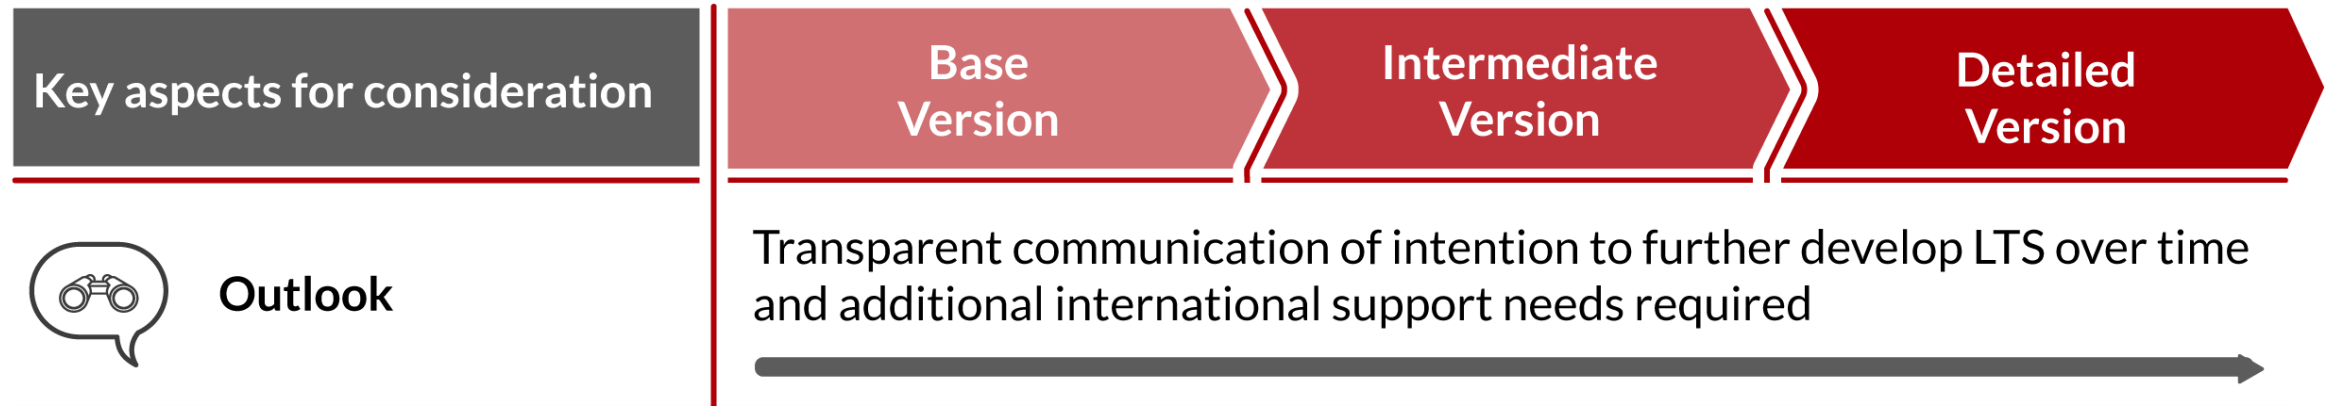 Key aspects for consideration
Base
Version
Intermediate
Version
Detailed
Version
Outlook
Transparent communication of intention to further develop LTS over time
and additional international support needs required